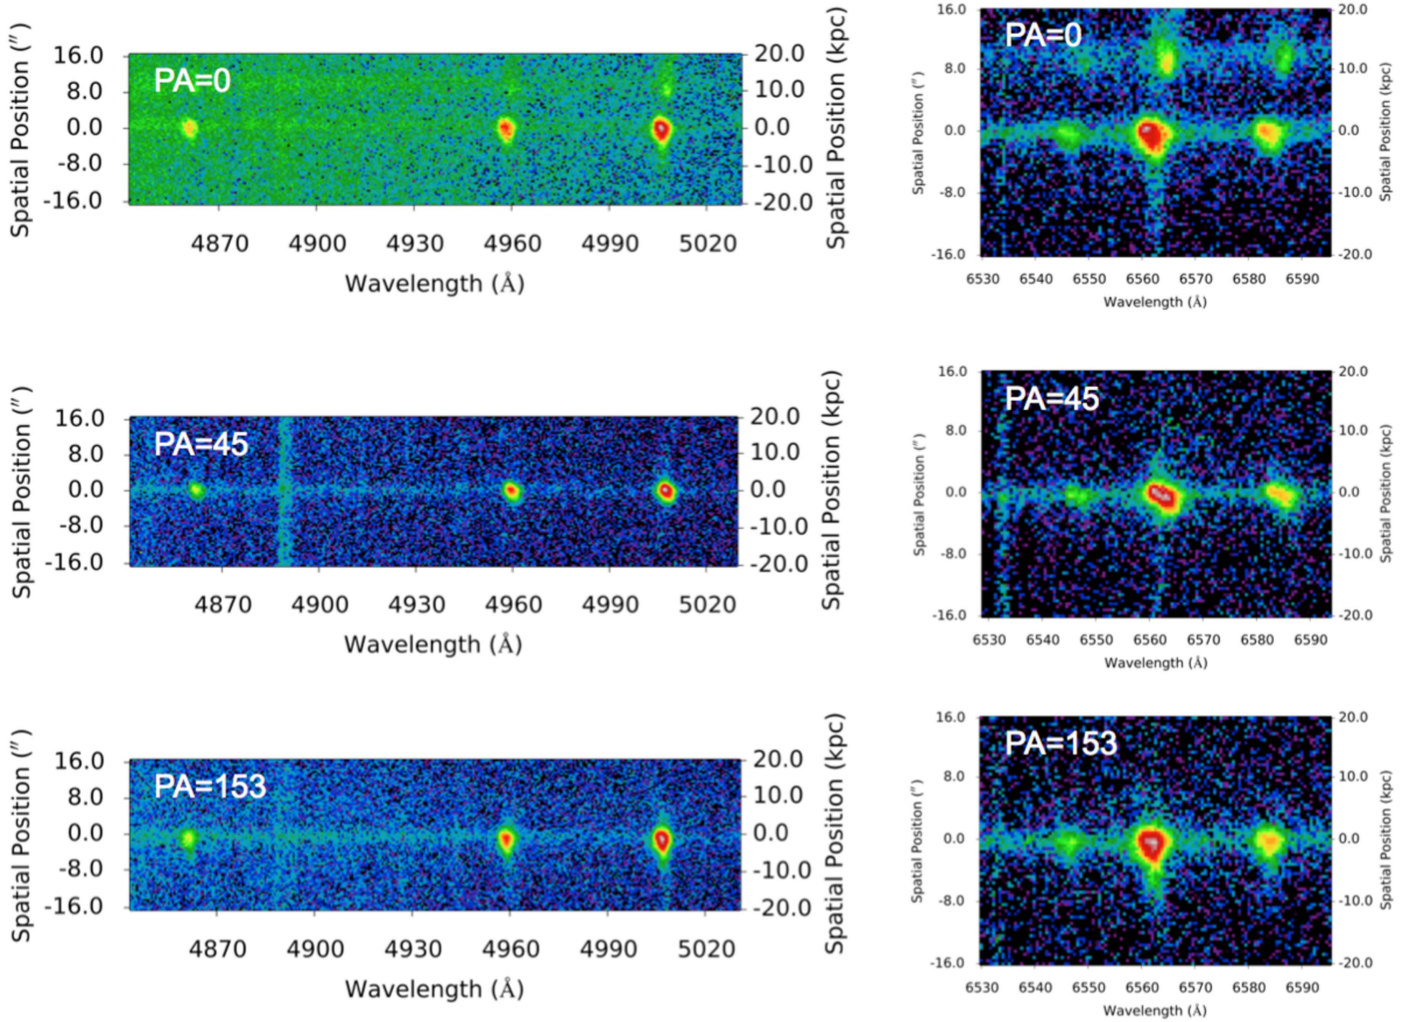 PA=0
Spatial Position (″)
16.0
8.0
0.0
-8.0
-16.0
20.0
10.0
0.0
-10.0
-20.0
Spatial Position (kpc)
4870 4900 4930 4960 4990 5020
Wavelength (Å)
PA=0
Spatial Position (″)
16.0
8.0
0.0
-8.0
-16.0
20.0
10.0
0.0
-10.0
-20.0
Spatial Position (kpc)
6530 6540 6550 6560 6570 6580 6590
Wavelength (Å)
PA=45
Spatial Position (″)
16.0
8.0
0.0
-8.0
-16.0
20.0
10.0
0.0
-10.0
-20.0
Spatial Position (kpc)
4870 4900 4930 4960 4990 5020
Wavelength (Å)
PA=45
Spatial Position (″)
16.0
8.0
0.0
-8.0
-16.0
20.0
10.0
0.0
-10.0
-20.0
Spatial Position (kpc)
6530 6540 6550 6560 6570 6580 6590
Wavelength (Å)
PA=153
Spatial Position (″)
16.0
8.0
0.0
-8.0
-16.0
20.0
10.0
0.0
-10.0
-20.0
Spatial Position (kpc)
4870 4900 4930 4960 4990 5020
Wavelength (Å)
PA=153
Spatial Position (″)
16.0
8.0
0.0
-8.0
-16.0
20.0
10.0
0.0
-10.0
-20.0
Spatial Position (kpc)
6530 6540 6550 6560 6570 6580 6590
Wavelength (Å)